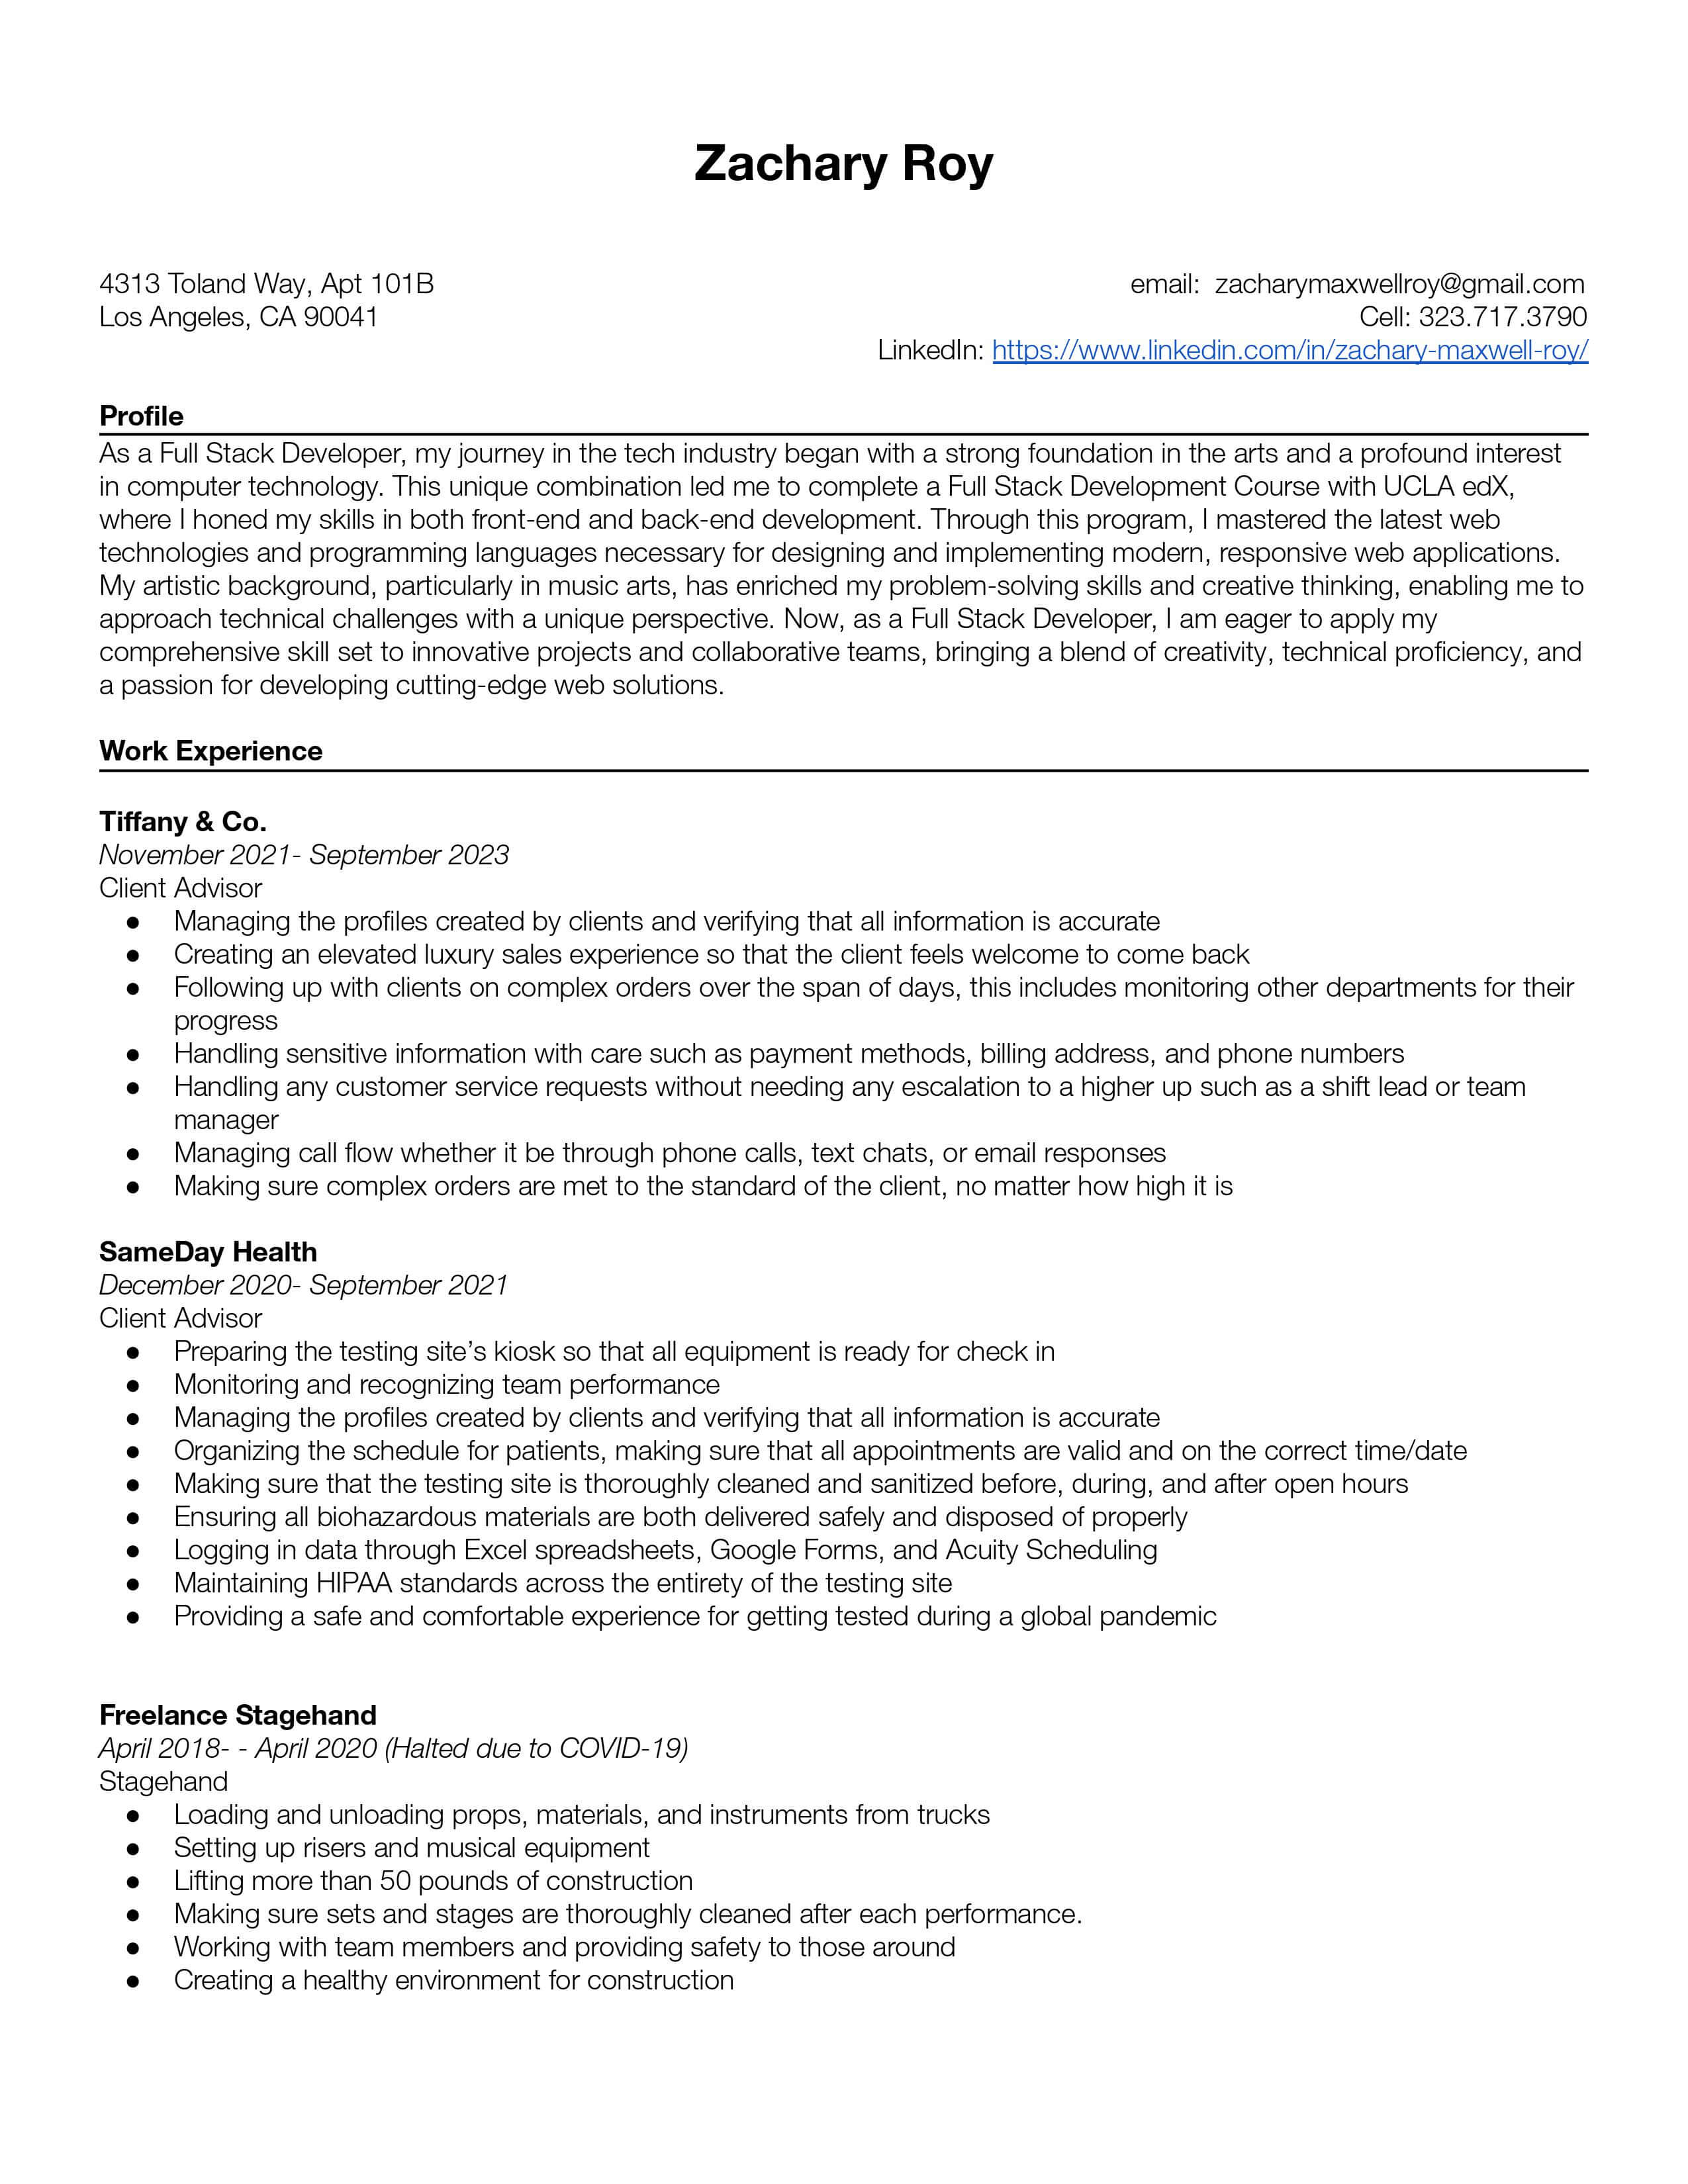 Zachary Roy
4313 Toland Way, Apt 101B
email: zacharymaxwellroy@gmail.com
Los Angeles, CA 90041
Cell: 323.717.3790
LinkedIn: https://www.linkedin.com/in/zachary-maxwell-roy/
Profile
As a Full Stack Developer, my journey in the tech industry began with a strong foundation in the arts and a profound interest
in computer technology. This unique combination led me to complete a Full Stack Development Course with UCLA edX,
where I honed my skills in both front-end and back-end development. Through this program, I mastered the latest web
technologies and programming languages necessary for designing and implementing modern, responsive web applications.
My artistic background, particularly in music arts, has enriched my problem-solving skills and creative thinking, enabling me to
approach technical challenges with a unique perspective. Now, as a Full Stack Developer, I am eager to apply my
comprehensive skill set to innovative projects and collaborative teams, bringing a blend of creativity, technical proficiency, and
a passion for developing cutting-edge web solutions.
Work Experience
Tiffany & Co.
November 2021- September 2023
Client Advisor
● Managing the profiles created by clients and verifying that all information is accurate
● Creating an elevated luxury sales experience so that the client feels welcome to come back
● Following up with clients on complex orders over the span of days, this includes monitoring other departments for their
progress
● Handling sensitive information with care such as payment methods, billing address, and phone numbers
● Handling any customer service requests without needing any escalation to a higher up such as a shift lead or team
manager
● Managing call flow whether it be through phone calls, text chats, or email responses
● Making sure complex orders are met to the standard of the client, no matter how high it is
SameDay Health
December 2020- September 2021
Client Advisor
● Preparing the testing site’s kiosk so that all equipment is ready for check in
● Monitoring and recognizing team performance
● Managing the profiles created by clients and verifying that all information is accurate
● Organizing the schedule for patients, making sure that all appointments are valid and on the correct time/date
● Making sure that the testing site is thoroughly cleaned and sanitized before, during, and after open hours
● Ensuring all biohazardous materials are both delivered safely and disposed of properly
● Logging in data through Excel spreadsheets, Google Forms, and Acuity Scheduling
● Maintaining HIPAA standards across the entirety of the testing site
● Providing a safe and comfortable experience for getting tested during a global pandemic
Freelance Stagehand
April 2018- - April 2020 (Halted due to COVID-19)
Stagehand
● Loading and unloading props, materials, and instruments from trucks
● Setting up risers and musical equipment
● Lifting more than 50 pounds of construction
● Making sure sets and stages are thoroughly cleaned after each performance.
● Working with team members and providing safety to those around
● Creating a healthy environment for construction